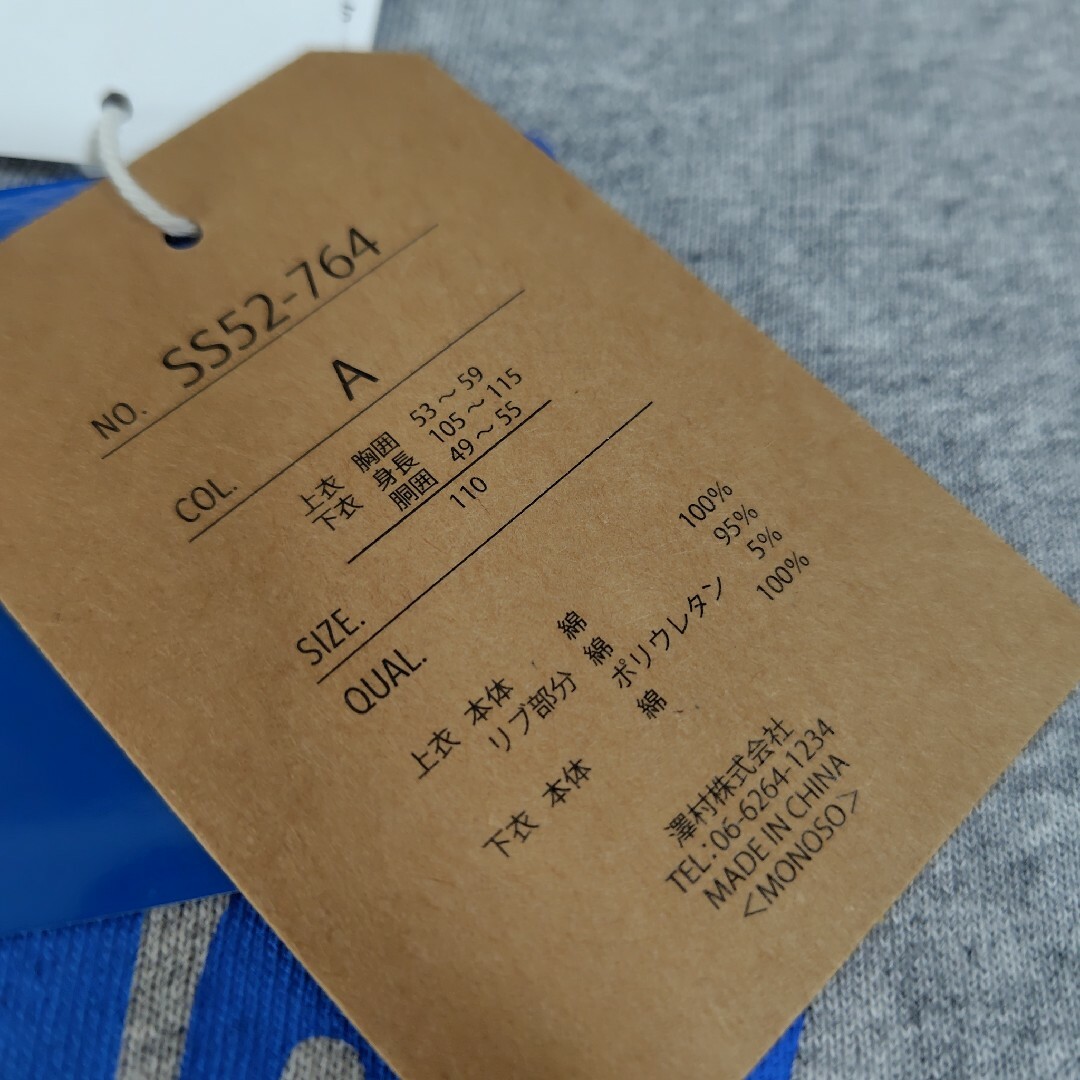 NO. SS52-764
COL. A
上衣 胸囲 53～59
下衣 身長 105～115
胴囲 49～55
SIZE. 110
QUAL.
上衣 本体 綿 100%
リブ部分 綿 95%
ポリウレタン 5%
下衣 本体 綿 100%
澤村株式会社
TEL:06-6264-1234
MADE IN CHINA
<MONOSO>